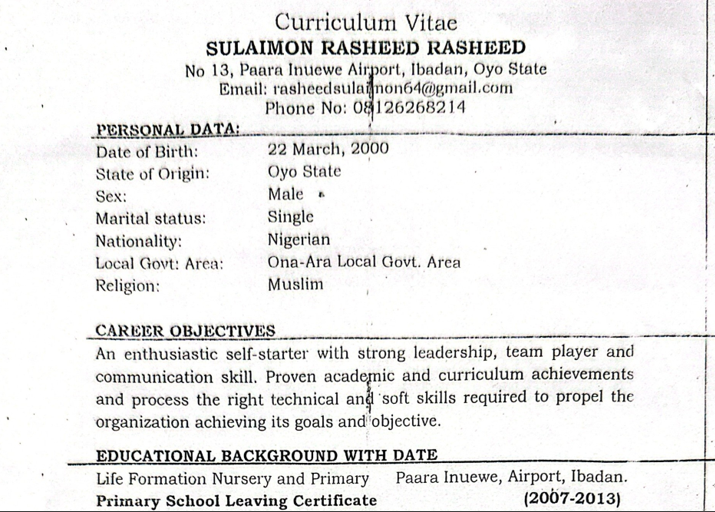 Curriculum Vitae
SULAIMON RASHEED RASHEED
No 13, Paara Inuewe Airport, Ibadan, Oyo State
Email: rasheedsulaimon64@gmail.com
Phone No: 08126268214
PERSONAL DATA:
Date of Birth: 22 March, 2000
State of Origin: Oyo State
Sex: Male
Marital status: Single
Nationality: Nigerian
Local Govt: Area: Ona-Ara Local Govt. Area
Religion: Muslim
CAREER OBJECTIVES
An enthusiastic self-starter with strong leadership, team player and
communication skill. Proven academic and curriculum achievements
and process the right technical and soft skills required to propel the
organization achieving its goals and objective.
EDUCATIONAL BACKGROUND WITH DATE
Life Formation Nursery and Primary Paara Inuewe, Airport, Ibadan.
Primary School Leaving Certificate (2007-2013)